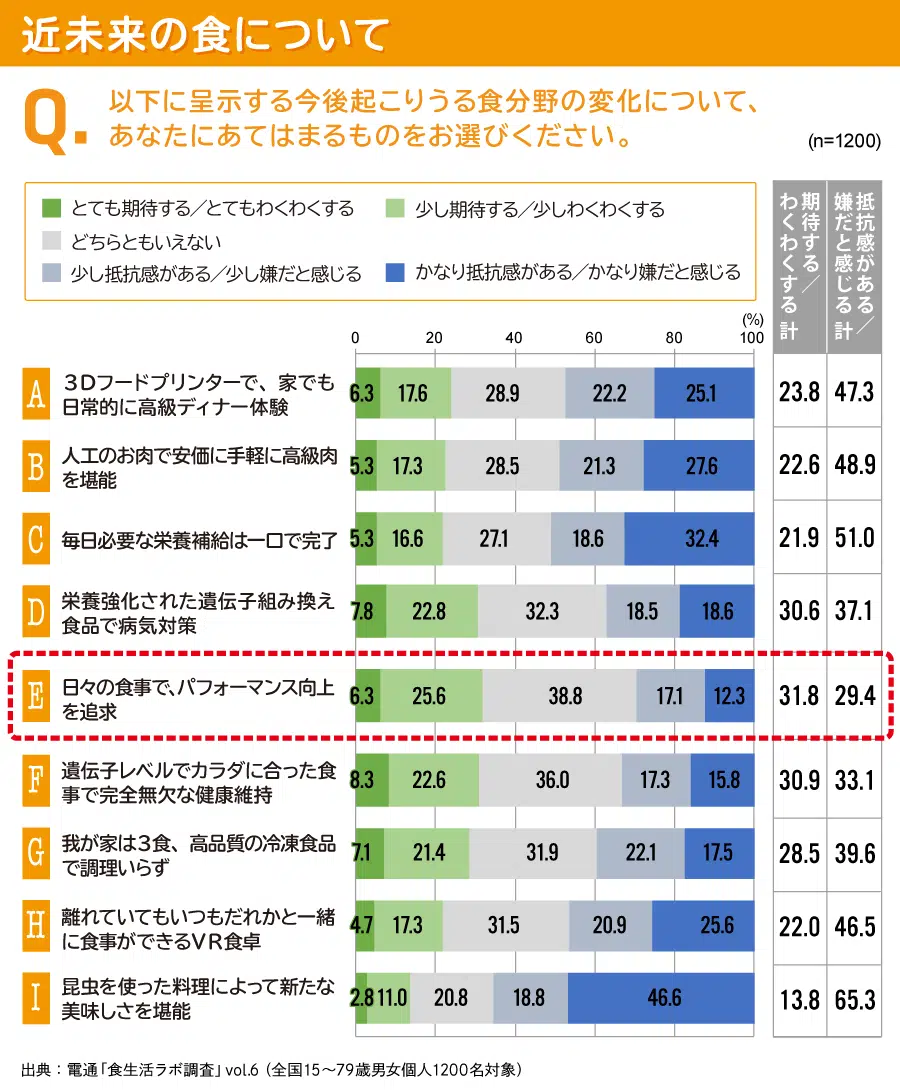 近未来の食について
Q.
以下に呈示する今後起こりうる食分野の変化について、
あなたにあてはまるものをお選びください。
(n=1200)
とても期待する／とてもわくわくする
少し期待する／少しわくわくする
どちらともいえない
少し抵抗感がある／少し嫌だと感じる
かなり抵抗感がある／かなり嫌だと感じる
期待する／
わくわくする 計
抵抗感がある／
嫌だと感じる 計
(%)
0 20 40 60 80 100
A
３Dフードプリンターで、家でも
日常的に高級ディナー体験
6.3 17.6 28.9 22.2 25.1 23.8 47.3
B
人工のお肉で安価に手軽に高級肉
を堪能
5.3 17.3 28.5 21.3 27.6 22.6 48.9
C
毎日必要な栄養補給は一口で完了
5.3 16.6 27.1 18.6 32.4 21.9 51.0
D
栄養強化された遺伝子組み換え
食品で病気対策
7.8 22.8 32.3 18.5 18.6 30.6 37.1
E
日々の食事で、パフォーマンス向上
を追求
6.3 25.6 38.8 17.1 12.3 31.8 29.4
F
遺伝子レベルでカラダに合った食
事で完全無欠な健康維持
8.3 22.6 36.0 17.3 15.8 30.9 33.1
G
我が家は３食、高品質の冷凍食品
で調理いらず
7.1 21.4 31.9 22.1 17.5 28.5 39.6
H
離れていてもいつもだれかと一緒
に食事ができるＶＲ食卓
4.7 17.3 31.5 20.9 25.6 22.0 46.5
I
昆虫を使った料理によって新たな
美味しさを堪能
2.8 11.0 20.8 18.8 46.6 13.8 65.3
出典：電通「食生活ラボ調査」vol.6（全国15〜79歳男女個人1200名対象）